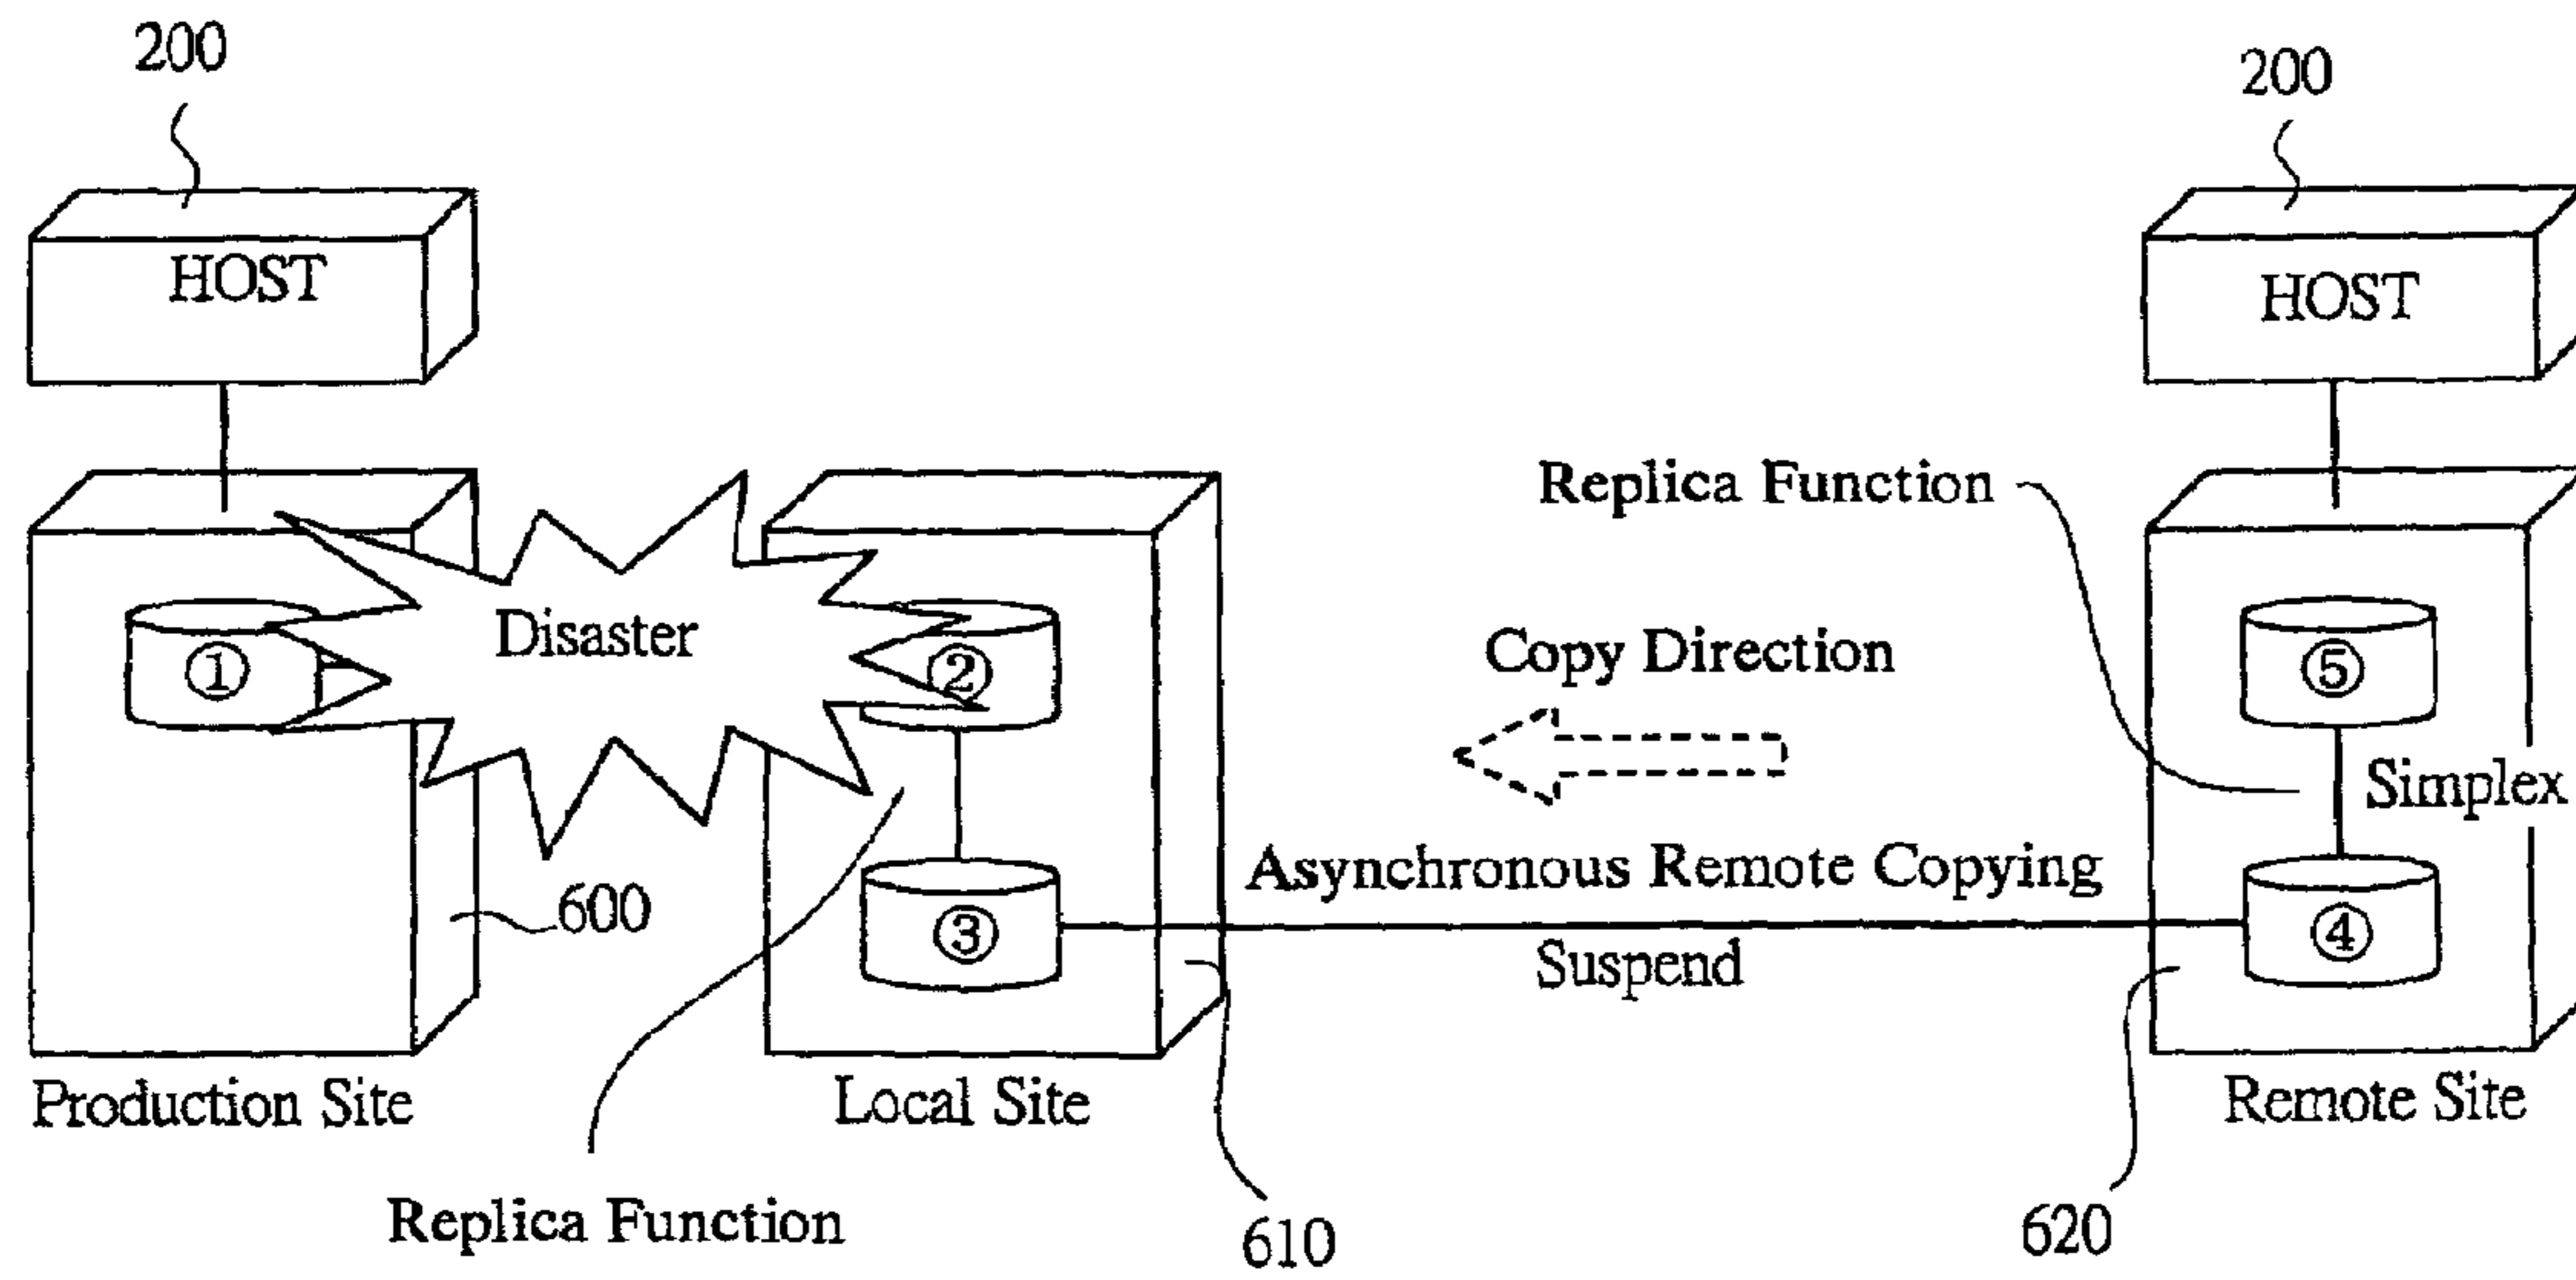 200
200
HOST
HOST
Replica Function
Disaster
①
②
⑤
Copy Direction
Simplex
Asynchronous Remote Copying
600
③
④
Suspend
Production Site
Local Site
Remote Site
Replica Function
610
620